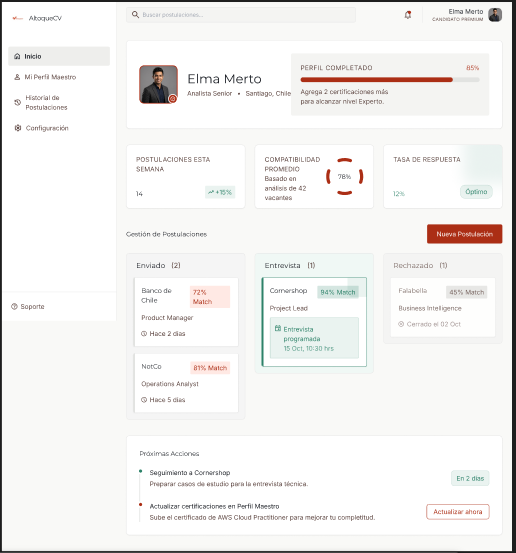 AltoqueCV
Buscar postulaciones...
Elma Merto
CANDIDATO PREMIUM
Inicio
Mi Perfil Maestro
Historial de
Postulaciones
Configuración
Soporte
Elma Merto
Analista Senior • Santiago, Chile
PERFIL COMPLETADO 85%
Agrega 2 certificaciones más
para alcanzar nivel Experto.
POSTULACIONES ESTA
SEMANA
14 +15%
COMPATIBILIDAD
PROMEDIO
Basado en
análisis de 42
vacantes
78%
TASA DE RESPUESTA
12% Óptimo
Gestión de Postulaciones
Nueva Postulación
Enviado (2)
Banco de
Chile
72%
Match
Product Manager
Hace 2 días
NotCo 81% Match
Operations Analyst
Hace 5 días
Entrevista (1)
Cornershop 94% Match
Project Lead
Entrevista
programada
15 Oct, 10:30 hrs
Rechazado (1)
Falabella 45% Match
Business Intelligence
Cerrado el 02 Oct
Próximas Acciones
Seguimiento a Cornershop
Preparar casos de estudio para la entrevista técnica.
En 2 días
Actualizar certificaciones en Perfil Maestro
Sube el certificado de AWS Cloud Practitioner para mejorar tu completitud.
Actualizar ahora